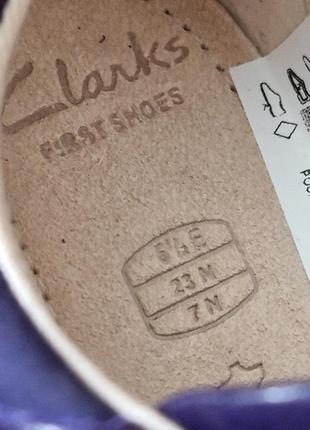 Clarks
FIRST SHOES
6½ F
23 M
7 M